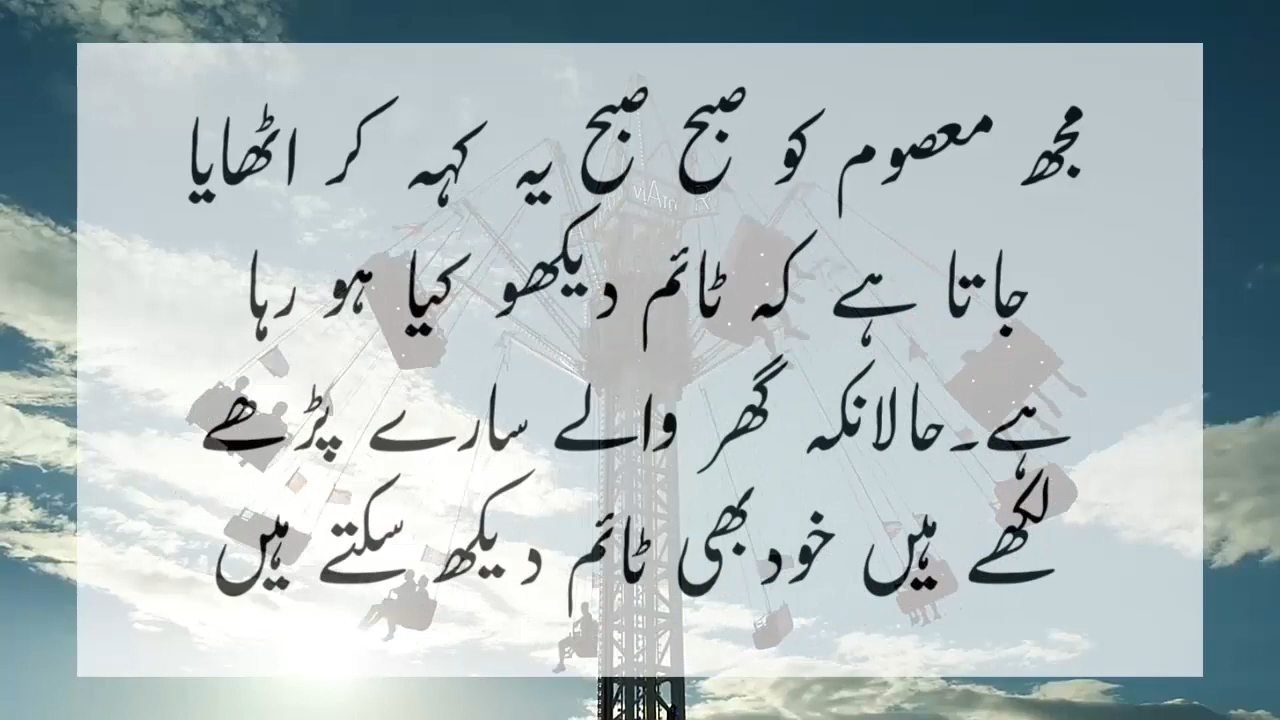 مجھ معصوم کو صبح صبح یہ کہہ کر اٹھایا
جاتا ہے کہ ٹائم دیکھو کیا ہو رہا
ہے۔حالانکہ گھر والے سارے پڑھے
لکھے ہیں خود بھی ٹائم دیکھ سکتے ہیں